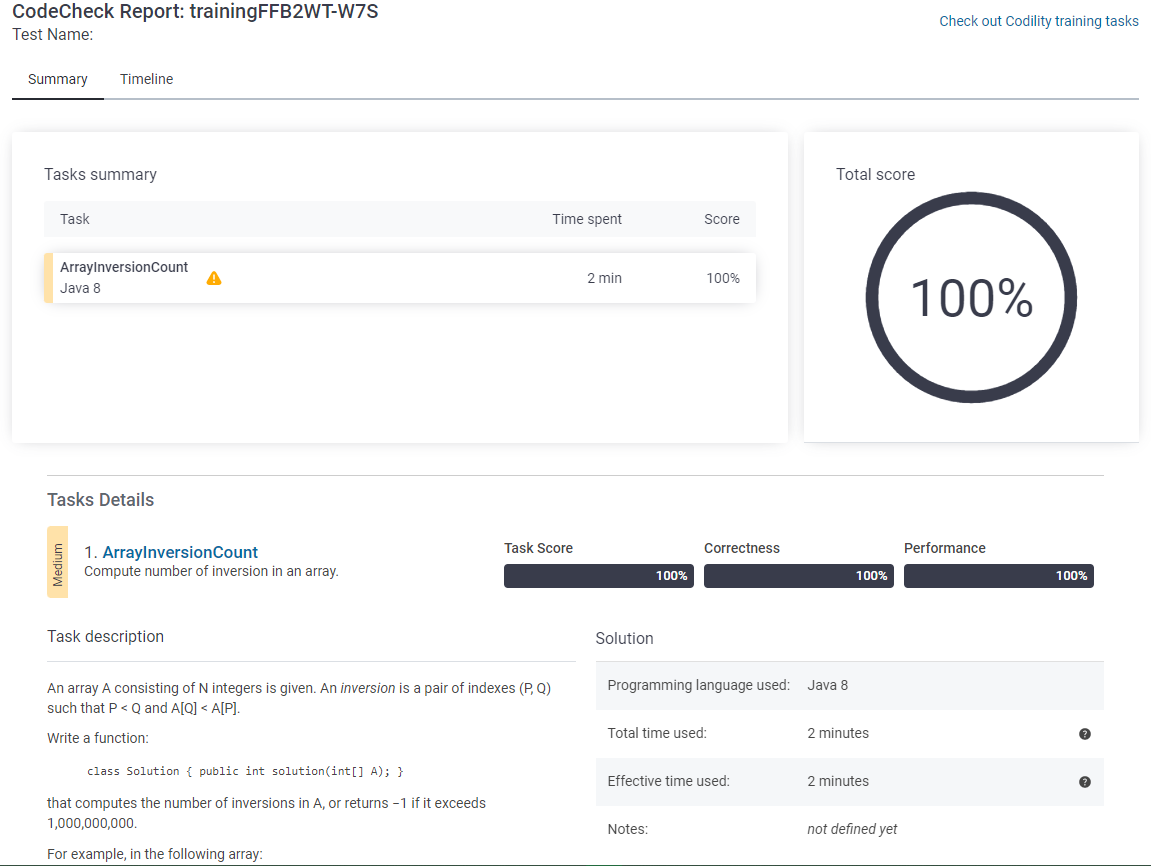 CodeCheck Report: trainingFFB2WT-W7S
Test Name:
Check out Codility training tasks
Summary
Timeline
Tasks summary
Task Time spent Score
ArrayInversionCount
Java 8
2 min 100%
Total score
100%
Tasks Details
Medium
1. ArrayInversionCount
Compute number of inversion in an array.
Task Score
100%
Correctness
100%
Performance
100%
Task description
An array A consisting of N integers is given. An inversion is a pair of indexes (P, Q)
such that P < Q and A[Q] < A[P].
Write a function:
class Solution { public int solution(int[] A); }
that computes the number of inversions in A, or returns −1 if it exceeds
1,000,000,000.
For example, in the following array:
Solution
Programming language used: Java 8
Total time used: 2 minutes ?
Effective time used: 2 minutes ?
Notes: not defined yet